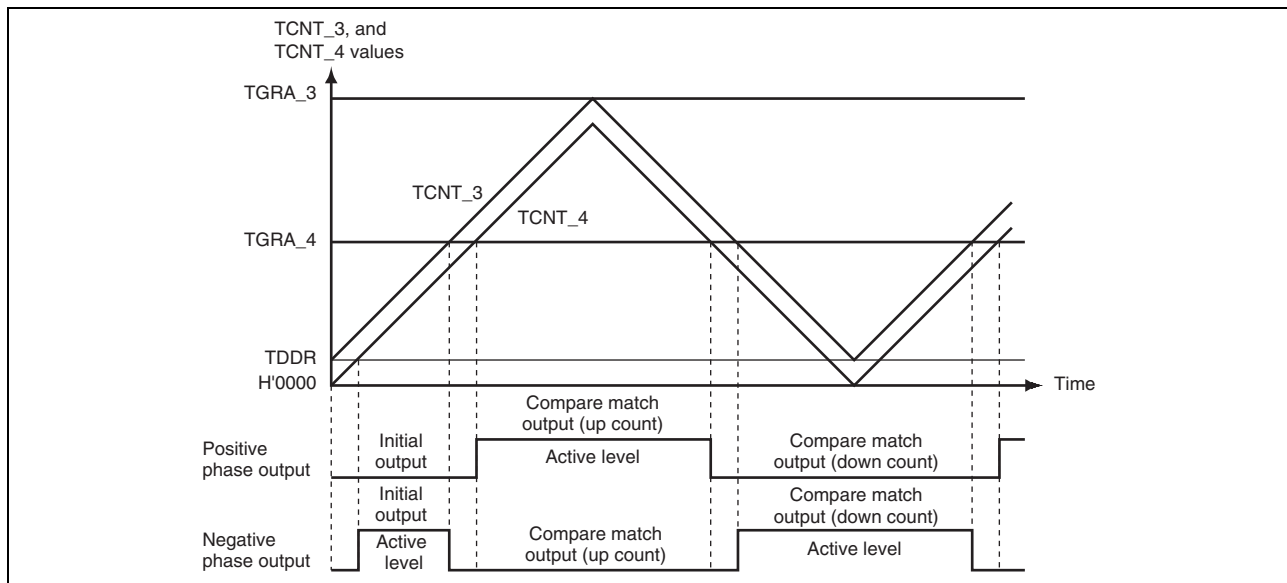 TCNT_3, and
TCNT_4 values
TGRA_3
TCNT_3
TCNT_4
TGRA_4
TDDR
H'0000
Time
Compare match
output (up count)
Positive
phase output
Initial
output
Active level
Compare match
output (down count)
Initial
output
Compare match
output (down count)
Negative
phase output
Active
level
Compare match
output (up count)
Active level